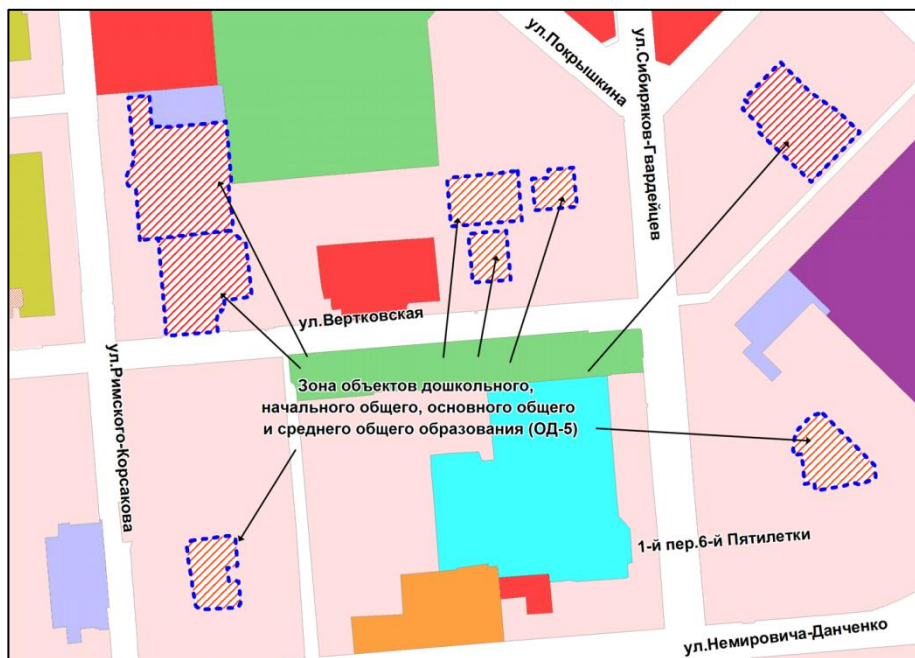 ул.Покрышкина
ул.Сибиряков-Гвардейцев
ул.Вертковская
ул.Римского-Корсакова
Зона объектов дошкольного,
начального общего, основного общего
и среднего общего образования (ОД-5)
1-й пер.6-й Пятилетки
ул.Немировича-Данченко